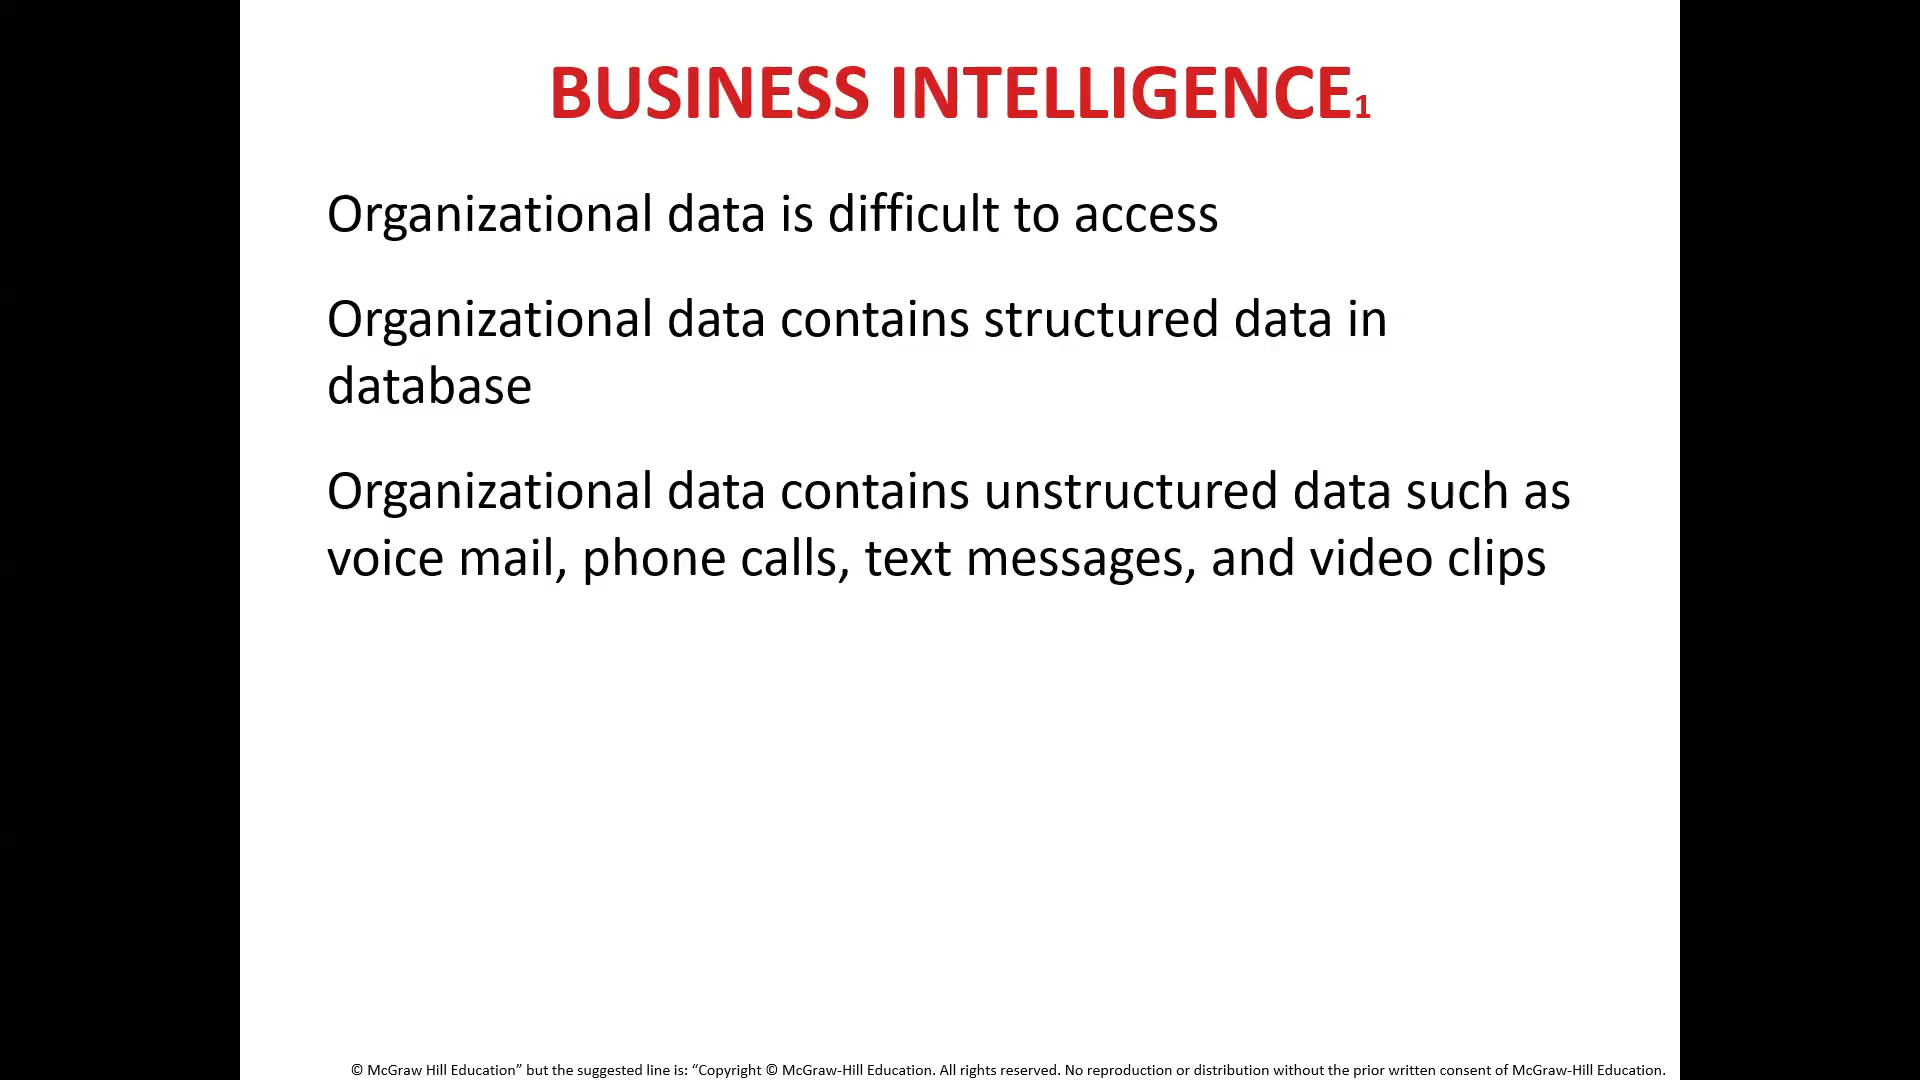 BUSINESS INTELLIGENCE1
Organizational data is difficult to access
Organizational data contains structured data in
database
Organizational data contains unstructured data such as
voice mail, phone calls, text messages, and video clips
© McGraw Hill Education” but the suggested line is: “Copyright © McGraw-Hill Education. All rights reserved. No reproduction or distribution without the prior written consent of McGraw-Hill Education.